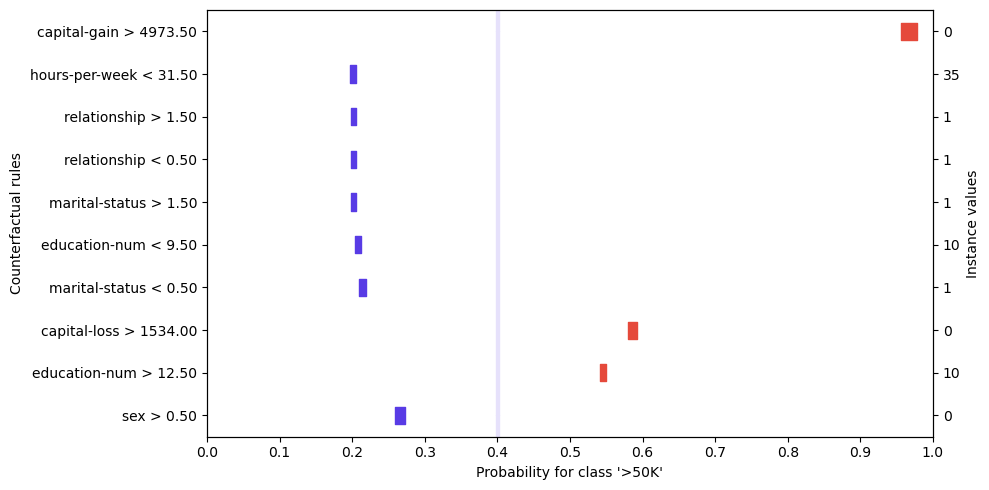 capital-gain > 4973.50 0
hours-per-week < 31.50 35
relationship > 1.50 1
relationship < 0.50 1
marital-status > 1.50 1
education-num < 9.50 10
marital-status < 0.50 1
capital-loss > 1534.00 0
education-num > 12.50 10
sex > 0.50 0
Counterfactual rules
Instance values
0.0 0.1 0.2 0.3 0.4 0.5 0.6 0.7 0.8 0.9 1.0
Probability for class '>50K'